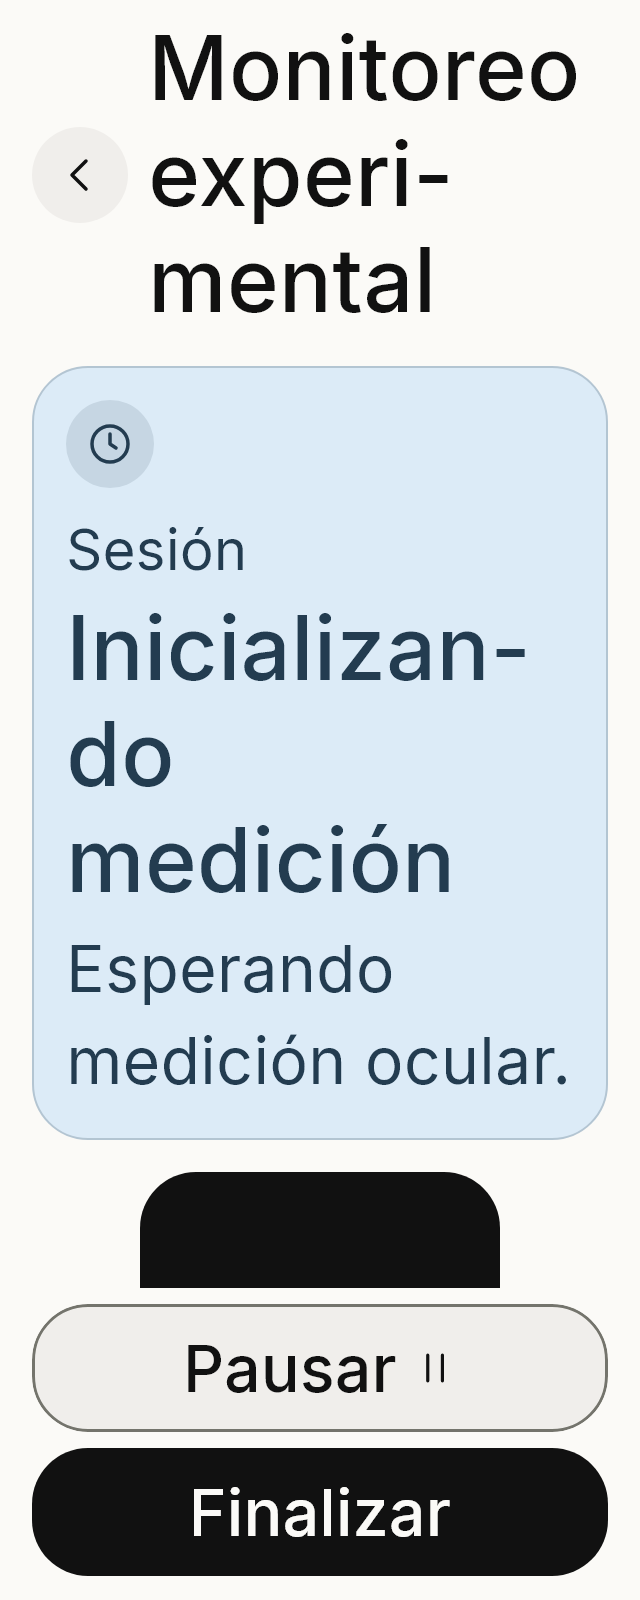 Monitoreo
experi-
mental
Sesión
Inicializan-
do
medición
Esperando
medición ocular.
Pausar
Finalizar